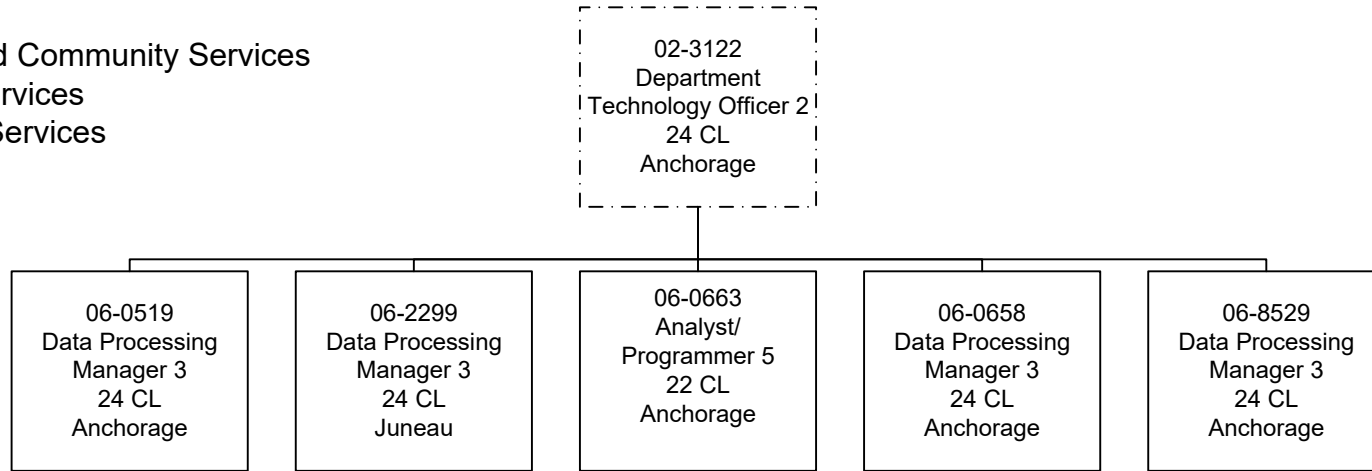 Community Services
Services
02-3122
Department
Technology Officer 2
24 CL
Anchorage
06-0519
Data Processing
Manager 3
24 CL
Anchorage
06-2299
Data Processing
Manager 3
24 CL
Juneau
06-0663
Analyst/
Programmer 5
22 CL
Anchorage
06-0658
Data Processing
Manager 3
24 CL
Anchorage
06-8529
Data Processing
Manager 3
24 CL
Anchorage